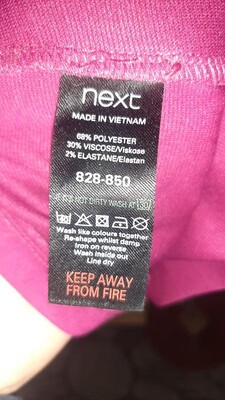 next
MADE IN VIETNAM
68% POLYESTER
30% VISCOSE/Viskose
2% ELASTANE/Elastan
828-850
IF IT'S NOT DIRTY WASH AT 30
Wash like colours together
Re-shape whilst damp
Iron on reverse
Wash inside out
Line dry
KEEP AWAY
FROM FIRE